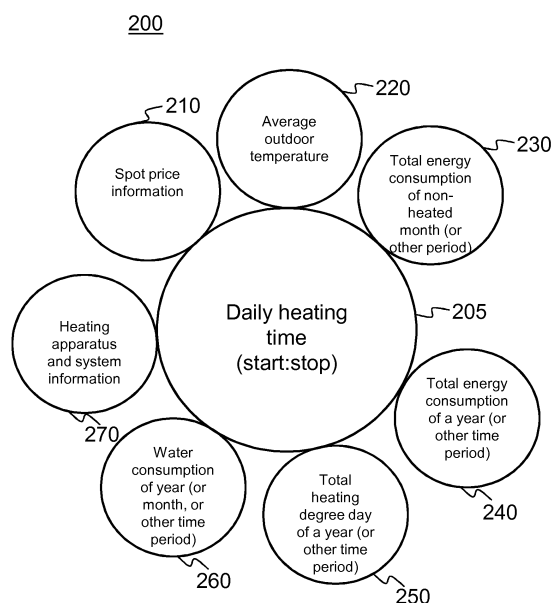 200
220
Average
outdoor
temperature
210
Spot price
information
230
Total energy
consumption
of non-
heated
month (or
other period)
Daily heating
time
(start:stop)
205
Heating
apparatus
and system
information
270
Total energy
consumption
of a year (or
other time
period)
240
Water
consumption
of year (or
month, or
other time
period)
260
Total
heating
degree day
of a year (or
other time
period)
250